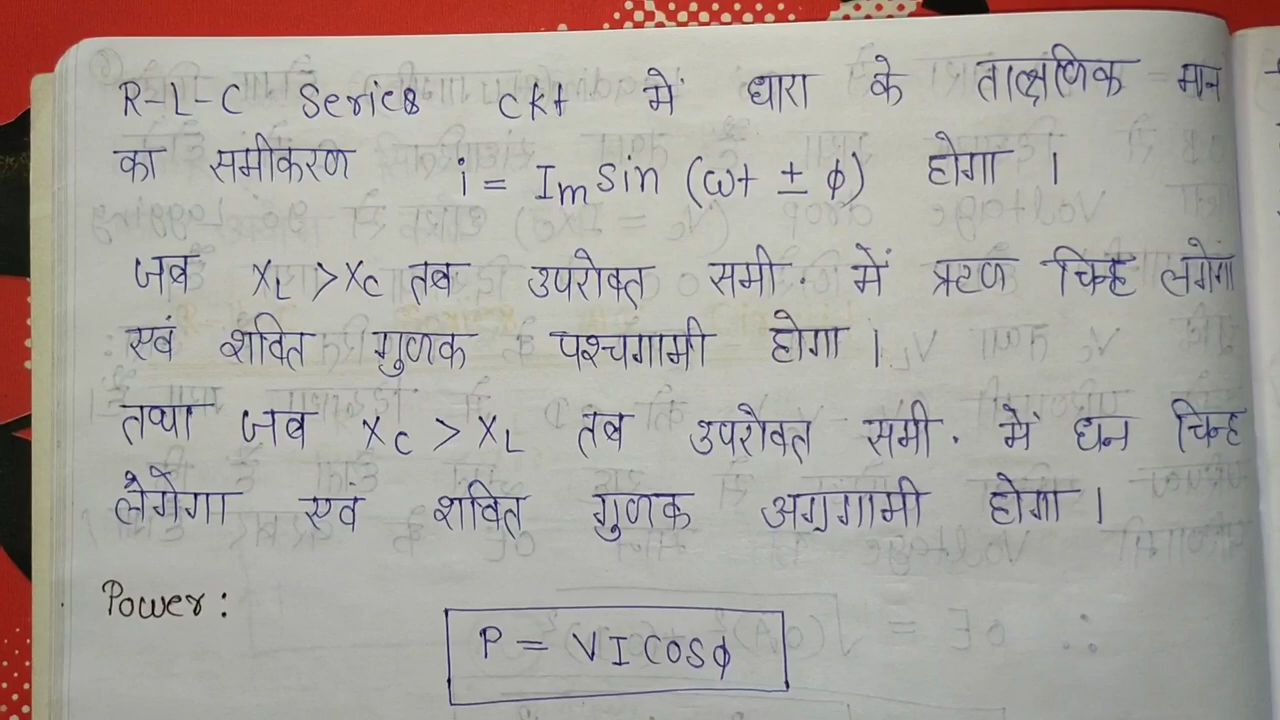 R-L-C Series ckt में धारा के तात्क्षणिक मान
का समीकरण i = Im sin (ωt ± φ) होगा ।
जब XL > XC तब उपरोक्त समी. में ऋण चिन्ह लगेगा
एवं शक्ति गुणक पश्चगामी होगा ।
तथा जब XC > XL तब उपरोक्त समी. में धन चिन्ह
लेगेगा एवं शक्ति गुणक अग्रगामी होगा ।
Power :
P = VI cosφ